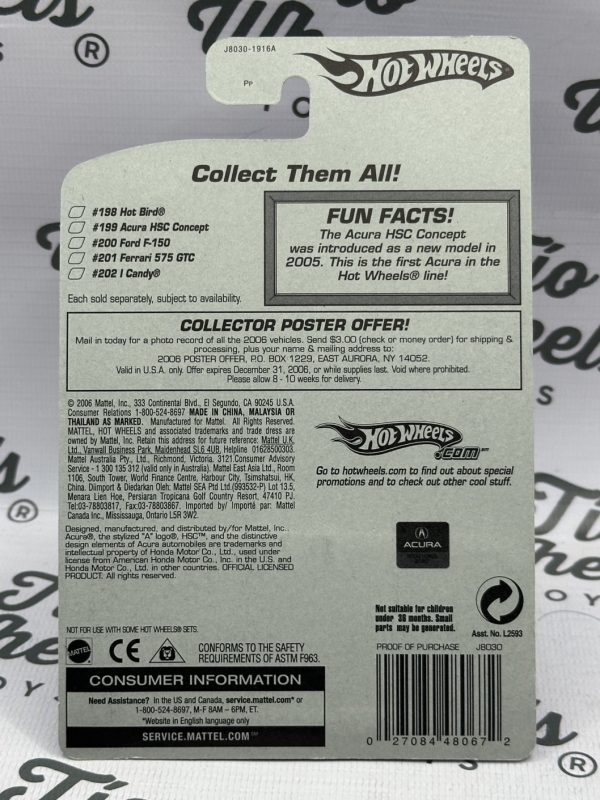 J8030-1916A
Pp
HOT WHEELS
Collect Them All!
#198 Hot Bird®
#199 Acura HSC Concept
#200 Ford F-150
#201 Ferrari 575 GTC
#202 I Candy®
Each sold separately, subject to availability.
FUN FACTS!
The Acura HSC Concept
was introduced as a new model in
2005. This is the first Acura in the
Hot Wheels® line!
COLLECTOR POSTER OFFER!
Mail in today for a photo record of all the 2006 vehicles. Send $3.00 (check or money order) for shipping &
processing, plus your name & mailing address to:
2006 POSTER OFFER, P.O. BOX 1229, EAST AURORA, NY 14052.
Valid in U.S.A. only. Offer expires December 31, 2006, or while supplies last. Void where prohibited.
Please allow 8 - 10 weeks for delivery.
© 2006 Mattel, Inc., 333 Continental Blvd., El Segundo, CA 90245 U.S.A.
Consumer Relations 1-800-524-8697 MADE IN CHINA, MALAYSIA OR
THAILAND AS MARKED. Manufactured for Mattel. All Rights Reserved.
MATTEL, HOT WHEELS and associated trademarks and trade dress are
owned by Mattel, Inc. Retain this address for future reference: Mattel U.K.
Ltd., Vanwall Business Park, Maidenhead SL6 4UB. Helpline 01628500303.
Mattel Australia Pty., Ltd., Richmond, Victoria. 3121.Consumer Advisory
Service - 1 300 135 312 (valid only in Australia). Mattel East Asia Ltd., Room
1106, South Tower, World Finance Centre, Harbour City, Tsimshatsui, HK,
China. Diimport & Diedarkan Oleh: Mattel SEA Ptd Ltd.(993532-P) Lot 13.5,
Menara Lien Hoe, Persiaran Tropicana Golf Country Resort, 47410 PJ.
Tel:03-78803817, Fax:03-78803867. Imported by/ Importé par: Mattel
Canada Inc., Mississauga, Ontario L5R 3W2.
Designed, manufactured, and distributed by/for Mattel, Inc..
Acura®, the stylized "A" logo®, HSC™, and the distinctive
design elements of Acura automobiles are trademarks and
intellectual property of Honda Motor Co., Ltd., used under
license from American Honda Motor Co., Inc. in the U.S. and
Honda Motor Co., Ltd. in other countries. OFFICIAL LICENSED
PRODUCT. All rights reserved.
HOT WHEELS
.COM
Go to hotwheels.com to find out about special
promotions and to check out other cool stuff.
ACURA
Not suitable for children
under 36 months. Small
parts may be generated.
Asst. No. L2593
NOT FOR USE WITH SOME HOT WHEELS® SETS.
MATTEL
CE
CONFORMS TO THE SAFETY
REQUIREMENTS OF ASTM F963.
CONSUMER INFORMATION
Need Assistance? In the US and Canada, service.mattel.com* or
1-800-524-8697, M-F 8AM – 6PM, ET.
*Website in English language only
SERVICE.MATTEL.COM℠
PROOF OF PURCHASE J8030
0 27084 48067 2